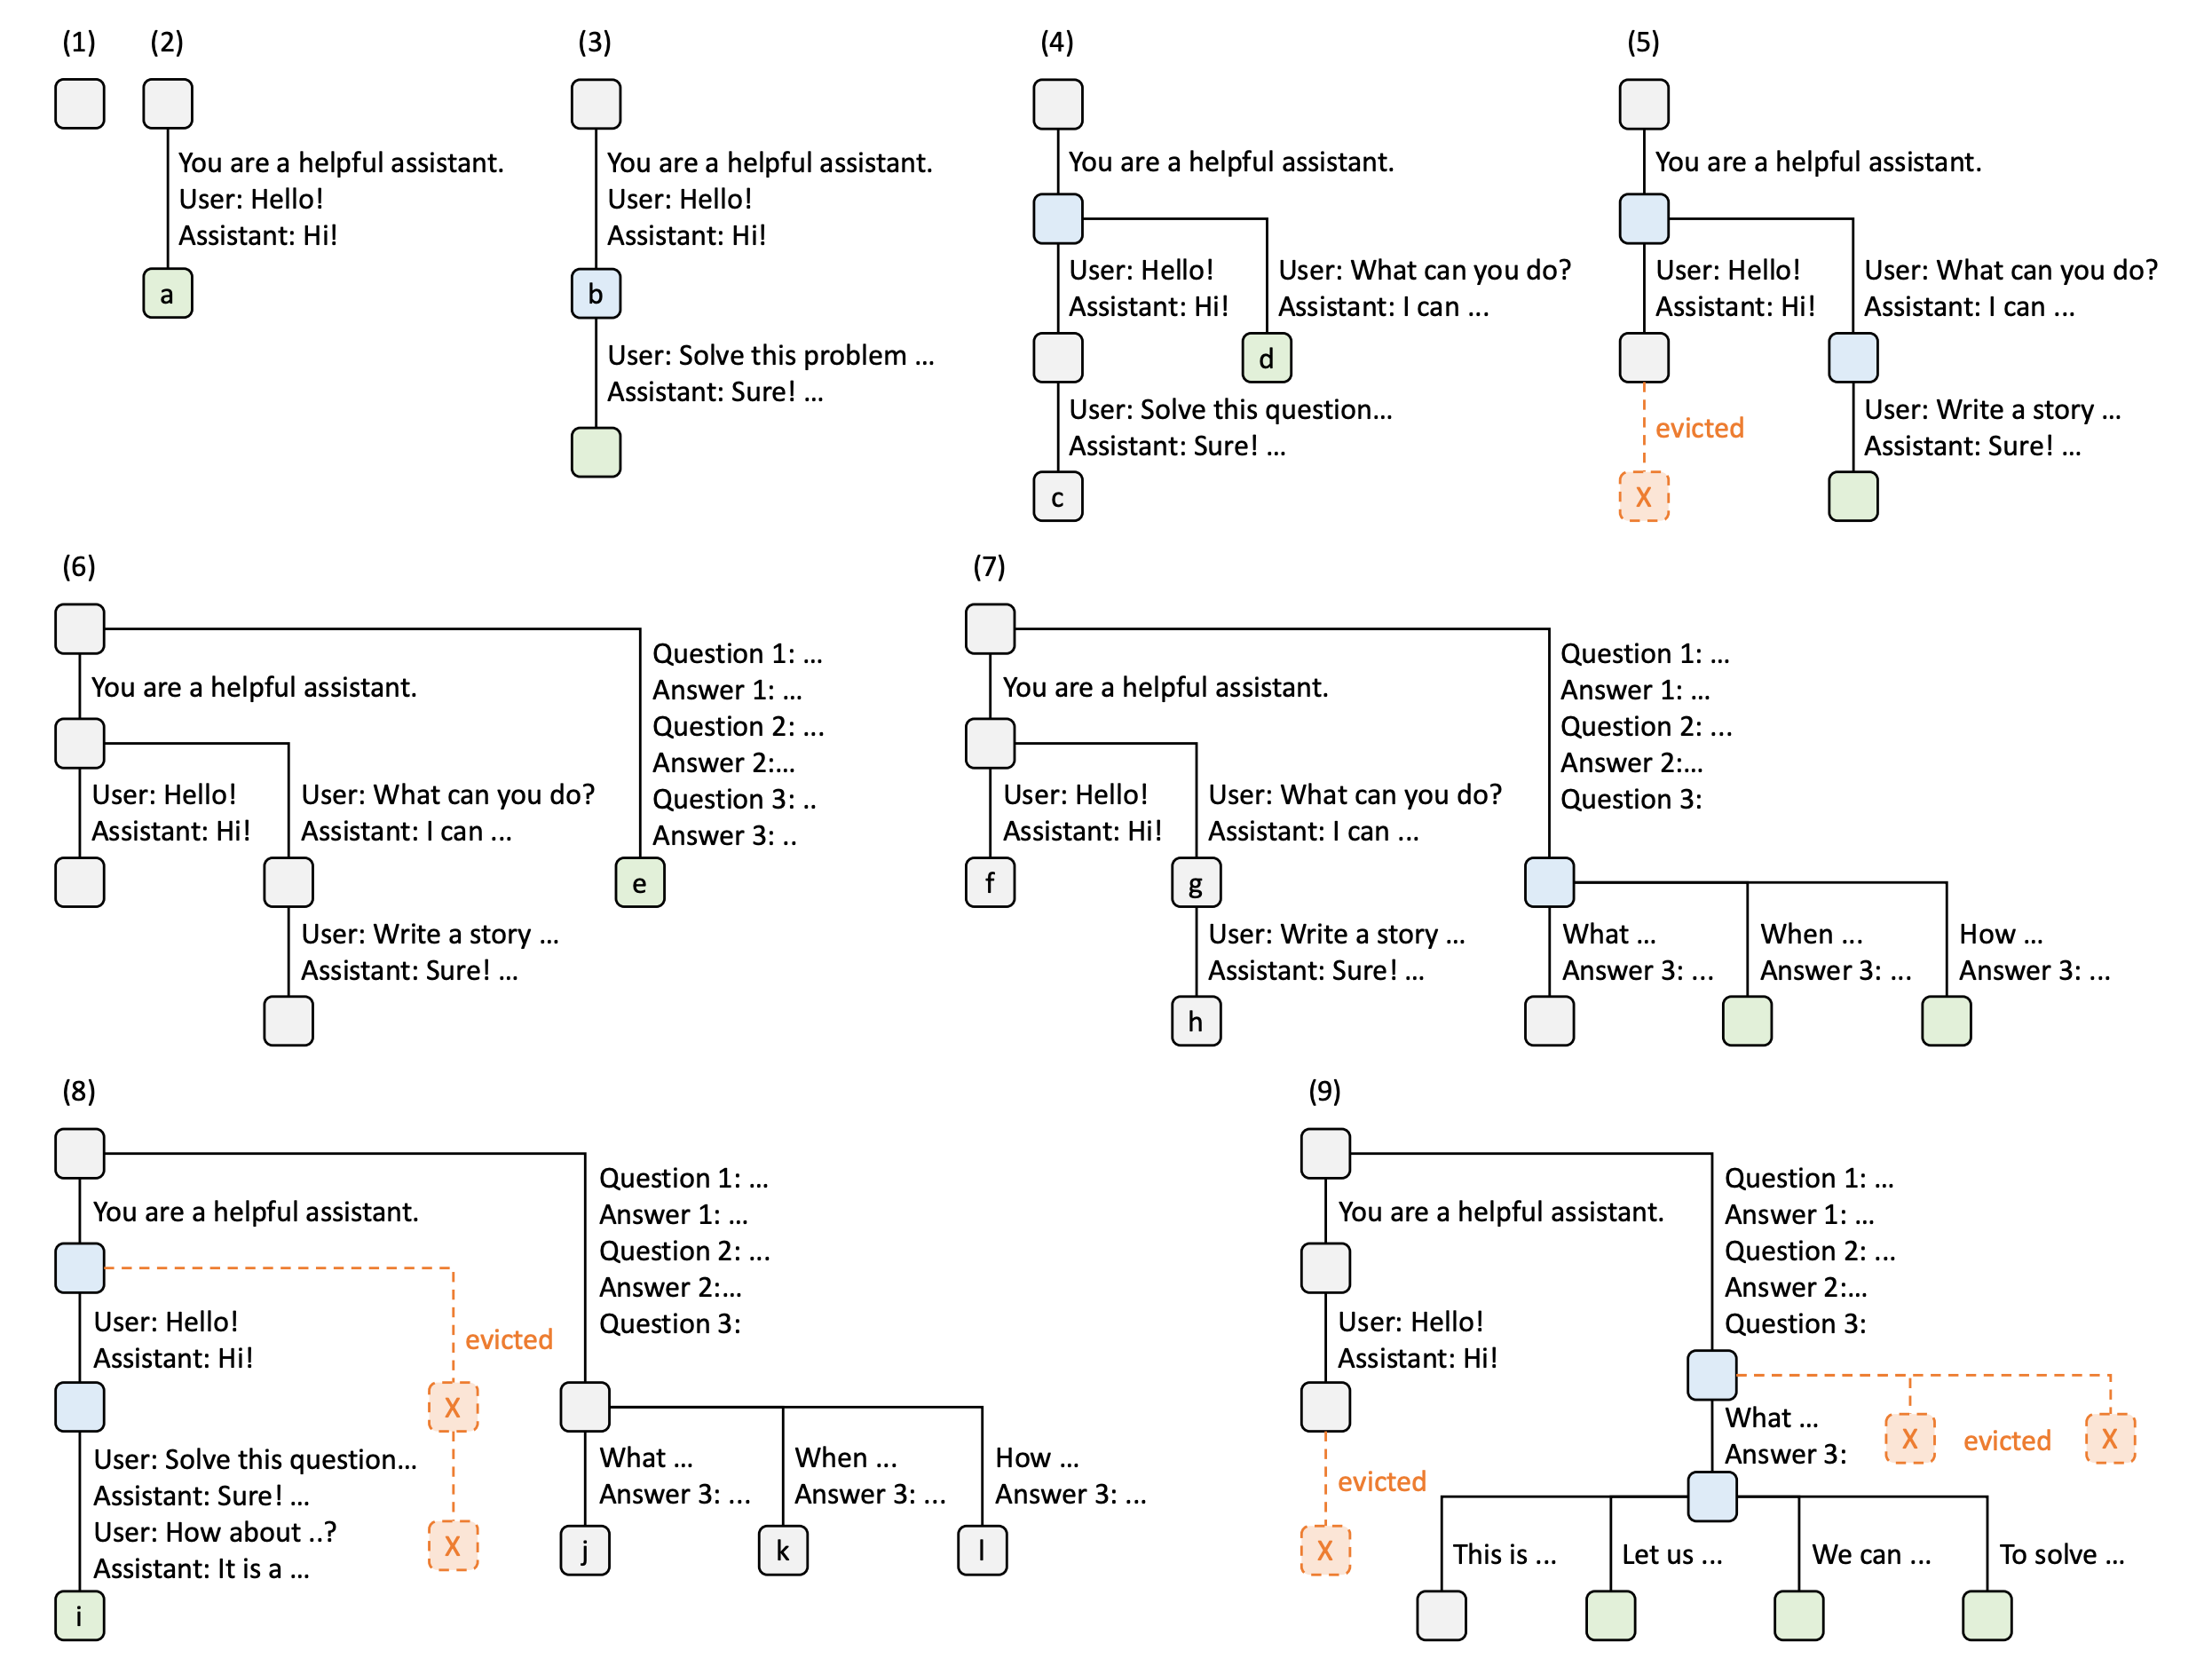 (1)
(2)
You are a helpful assistant.
User: Hello!
Assistant: Hi!
a
(3)
You are a helpful assistant.
User: Hello!
Assistant: Hi!
b
User: Solve this problem ...
Assistant: Sure! ...
(4)
You are a helpful assistant.
User: Hello!
Assistant: Hi!
User: What can you do?
Assistant: I can ...
d
User: Solve this question...
Assistant: Sure! ...
c
(5)
You are a helpful assistant.
User: Hello!
Assistant: Hi!
User: What can you do?
Assistant: I can ...
evicted
X
User: Write a story ...
Assistant: Sure! ...
(6)
You are a helpful assistant.
User: Hello!
Assistant: Hi!
User: What can you do?
Assistant: I can ...
User: Write a story ...
Assistant: Sure! ...
Question 1: ...
Answer 1: ...
Question 2: ...
Answer 2:...
Question 3: ..
Answer 3: ..
e
(7)
You are a helpful assistant.
User: Hello!
Assistant: Hi!
f
User: What can you do?
Assistant: I can ...
g
User: Write a story ...
Assistant: Sure! ...
h
Question 1: ...
Answer 1: ...
Question 2: ...
Answer 2:...
Question 3:
What ...
Answer 3: ...
When ...
Answer 3: ...
How ...
Answer 3: ...
(8)
You are a helpful assistant.
User: Hello!
Assistant: Hi!
User: Solve this question...
Assistant: Sure! ...
User: How about ..?
Assistant: It is a ...
i
evicted
X
X
Question 1: ...
Answer 1: ...
Question 2: ...
Answer 2:...
Question 3:
What ...
Answer 3: ...
j
When ...
Answer 3: ...
k
How ...
Answer 3: ...
l
(9)
You are a helpful assistant.
User: Hello!
Assistant: Hi!
evicted
X
Question 1: ...
Answer 1: ...
Question 2: ...
Answer 2:...
Question 3:
What ...
Answer 3:
X
evicted
X
This is ...
Let us ...
We can ...
To solve ...